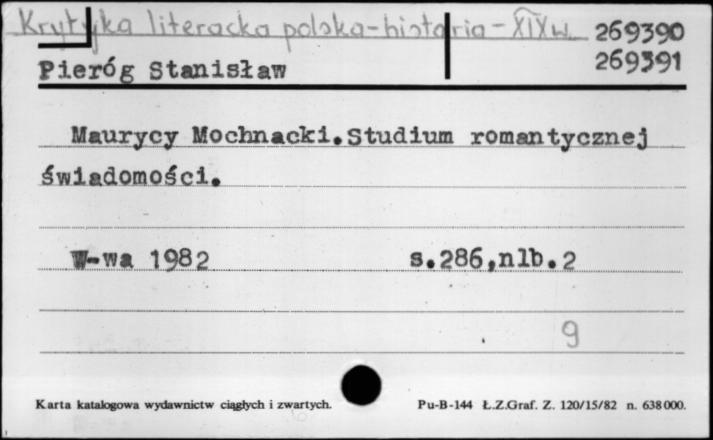 Krytyka literacka polska-historia-XIXw. 269390
Pieróg Stanisław 269391
Maurycy Mochnacki.Studium romantycznej
świadomości.
W-wa 1982 s.286,nlb.2
9
Karta katalogowa wydawnictw ciągłych i zwartych. Pu-B-144 Ł.Z.Graf. Z. 120/15/82 n. 638000.